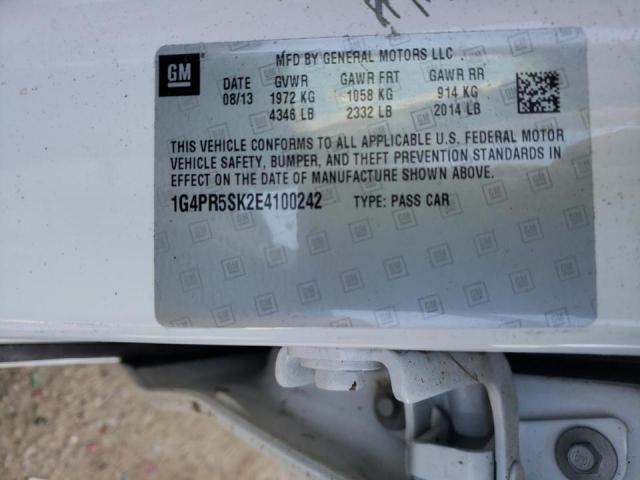 GM
MFD BY GENERAL MOTORS LLC
DATE GVWR GAWR FRT GAWR RR
08/13 1972 KG 1058 KG 914 KG
4346 LB 2332 LB 2014 LB
THIS VEHICLE CONFORMS TO ALL APPLICABLE U.S. FEDERAL MOTOR
VEHICLE SAFETY, BUMPER, AND THEFT PREVENTION STANDARDS IN
EFFECT ON THE DATE OF MANUFACTURE SHOWN ABOVE.
1G4PR5SK2E4100242 TYPE: PASS CAR